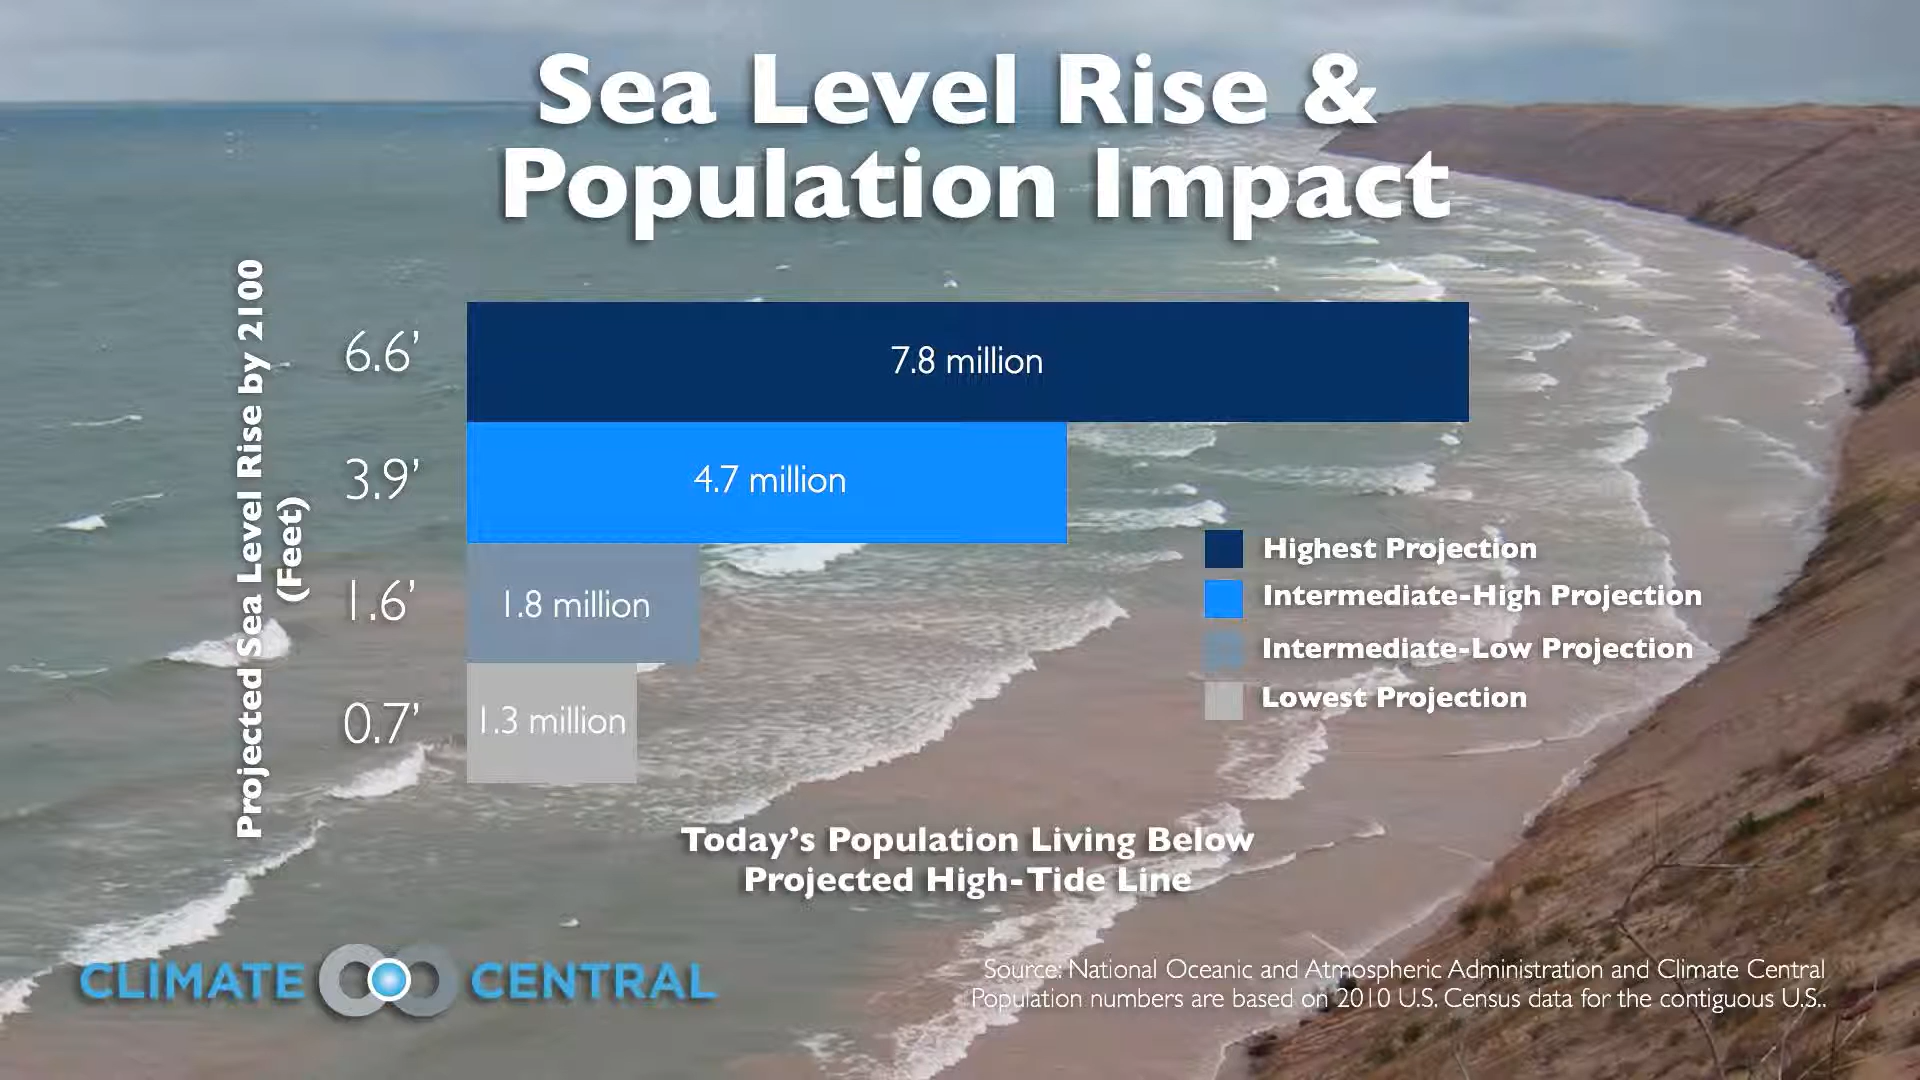 Sea Level Rise &
Population Impact
Projected Sea Level Rise by 2100
(Feet)
6.6’
7.8 million
3.9’
4.7 million
1.6’
1.8 million
0.7’
1.3 million
Highest Projection
Intermediate-High Projection
Intermediate-Low Projection
Lowest Projection
Today’s Population Living Below
Projected High-Tide Line
CLIMATE CENTRAL
Source: National Oceanic and Atmospheric Administration and Climate Central
Population numbers are based on 2010 U.S. Census data for the contiguous U.S..